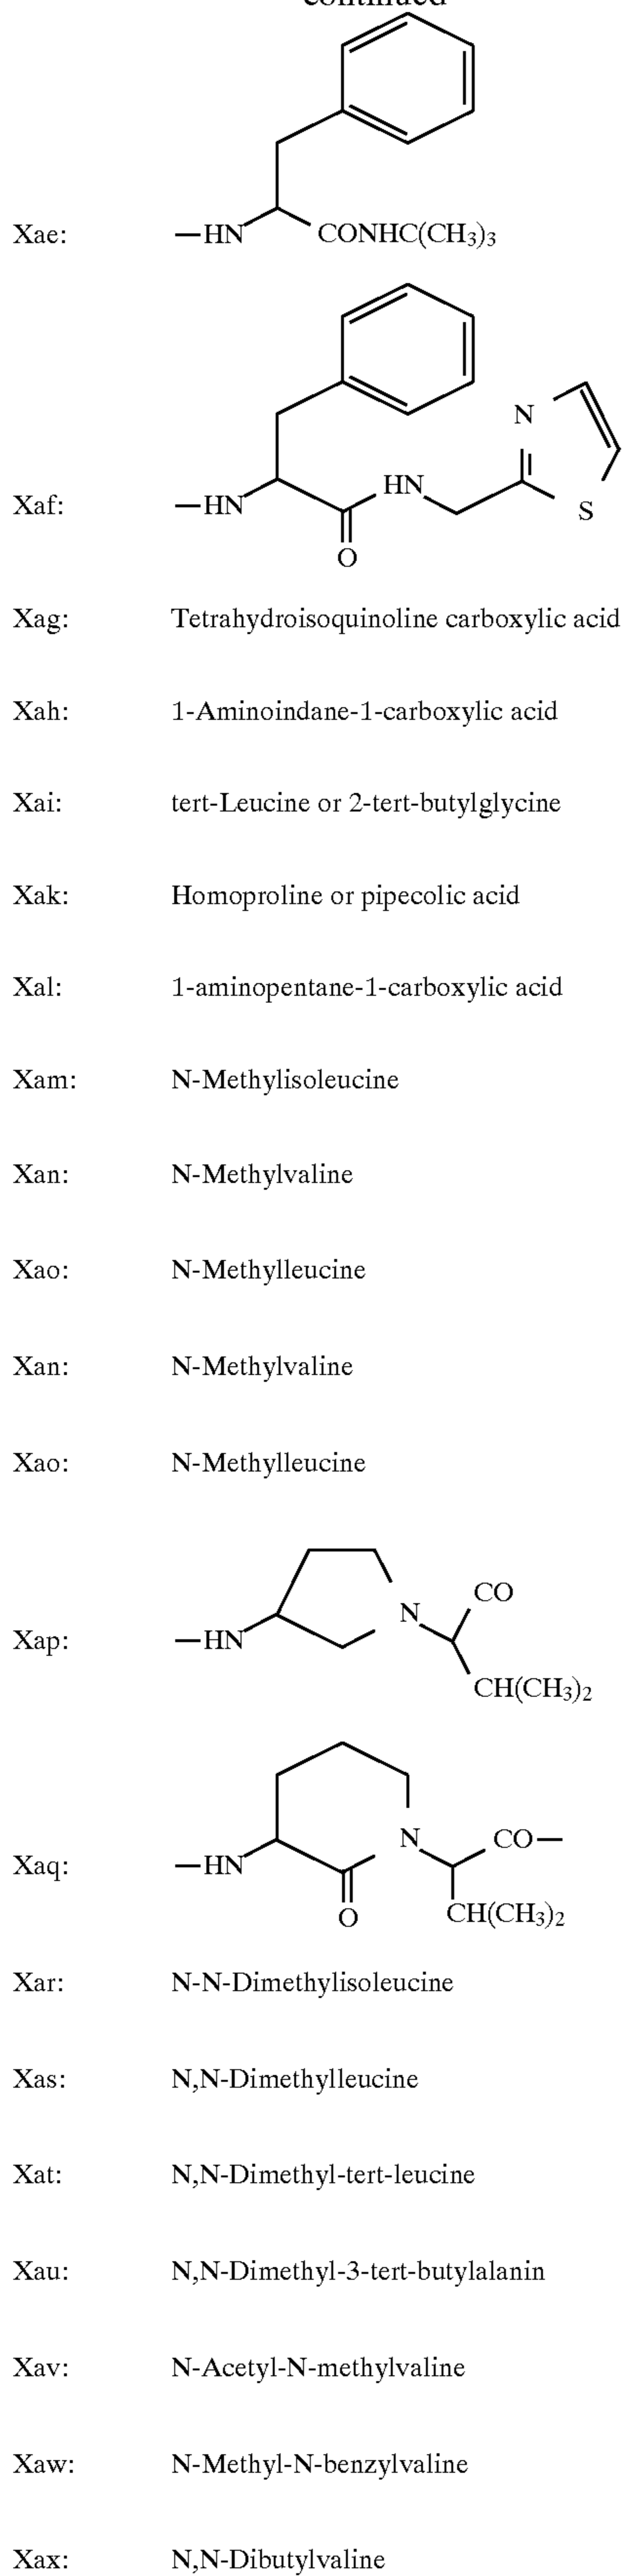 continued
Xae: —HN CONHC(CH3)3
N
Xaf: —HN HN S
O
Xag: Tetrahydroisoquinoline carboxylic acid
Xah: 1-Aminoindane-1-carboxylic acid
Xai: tert-Leucine or 2-tert-butylglycine
Xak: Homoproline or pipecolic acid
Xal: 1-aminopentane-1-carboxylic acid
Xam: N-Methylisoleucine
Xan: N-Methylvaline
Xao: N-Methylleucine
Xan: N-Methylvaline
Xao: N-Methylleucine
CO
N
Xap: —HN
CH(CH3)2
N CO—
Xaq: —HN
O CH(CH3)2
Xar: N-N-Dimethylisoleucine
Xas: N,N-Dimethylleucine
Xat: N,N-Dimethyl-tert-leucine
Xau: N,N-Dimethyl-3-tert-butylalanin
Xav: N-Acetyl-N-methylvaline
Xaw: N-Methyl-N-benzylvaline
Xax: N,N-Dibutylvaline